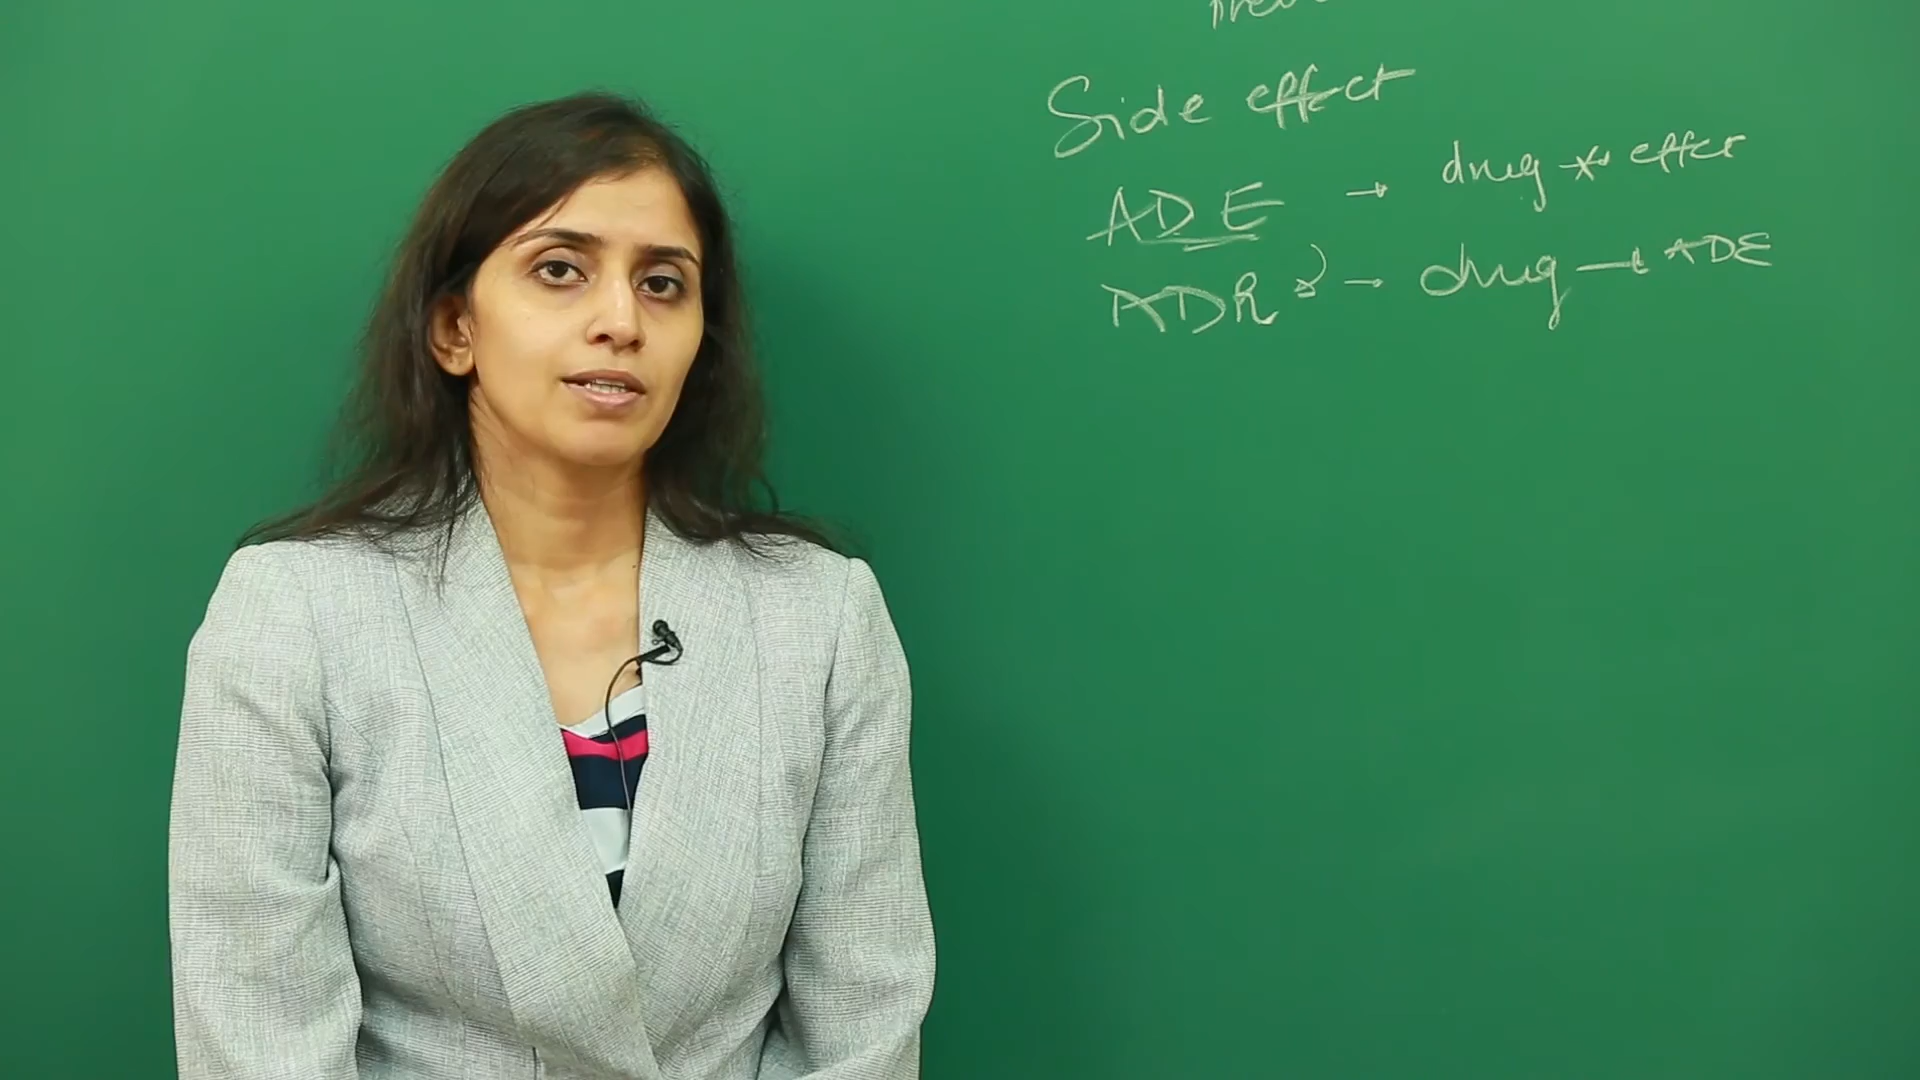 Side effect
ADE → drug effect
ADR → drug → ADE